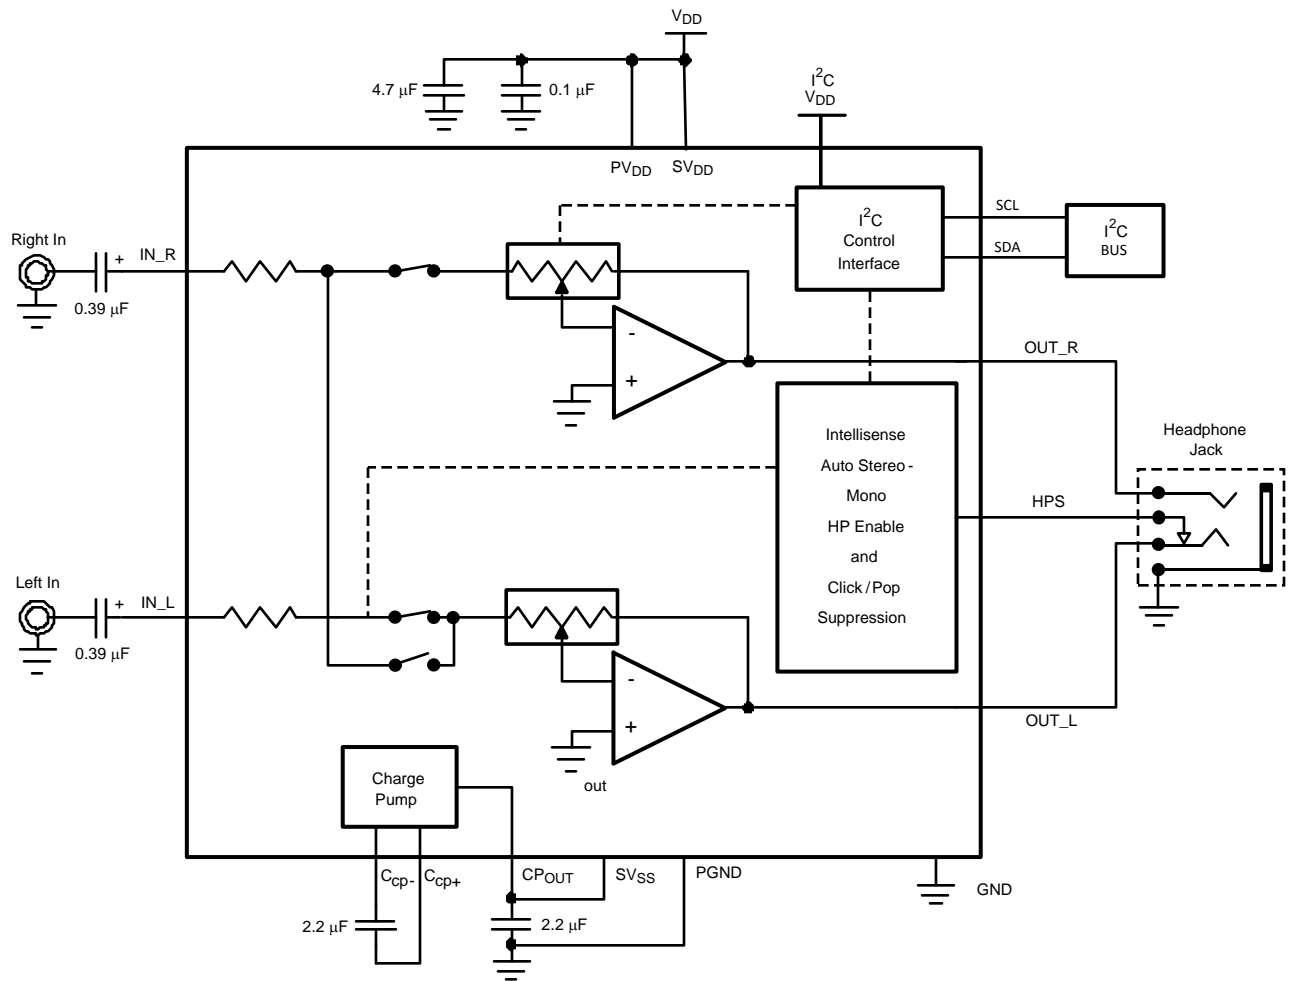 VDD
4.7 µF
0.1 µF
I2C
VDD
PVDD
SVDD
Right In
+
IN_R
0.39 µF
I2C
Control
Interface
SCL
SDA
I2C
BUS
-
+
OUT_R
Intellisense
Auto Stereo-
Mono
HP Enable
and
Click/Pop
Suppression
Headphone
Jack
HPS
Left In
+
IN_L
0.39 µF
-
+
out
OUT_L
Charge
Pump
Ccp-
Ccp+
CPOUT
SVSS
PGND
GND
2.2 µF
2.2 µF